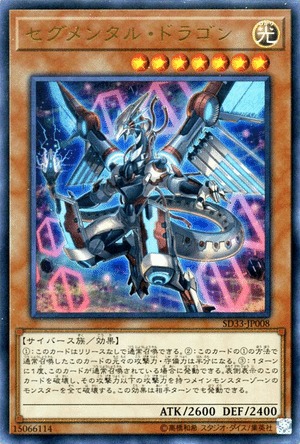 セグメンタル・ドラゴン
光
SD33-JP008
【サイバース族/効果】
①:このカードはリリースなしで通常召喚できる。②:このカードの①の方法で
通常召喚したこのカードの元々の攻撃力・守備力は半分になる。③:1ターン
に1度、このカードが通常召喚されている場合に発動できる。表側表示のこの
カードを破壊し、その攻撃力以下の攻撃力を持つメインモンスターゾーンの
モンスターを全て破壊する。この効果は相手ターンでも発動できる。
ATK/2600 DEF/2400
15066114
©高橋和希 スタジオ・ダイス/集英社